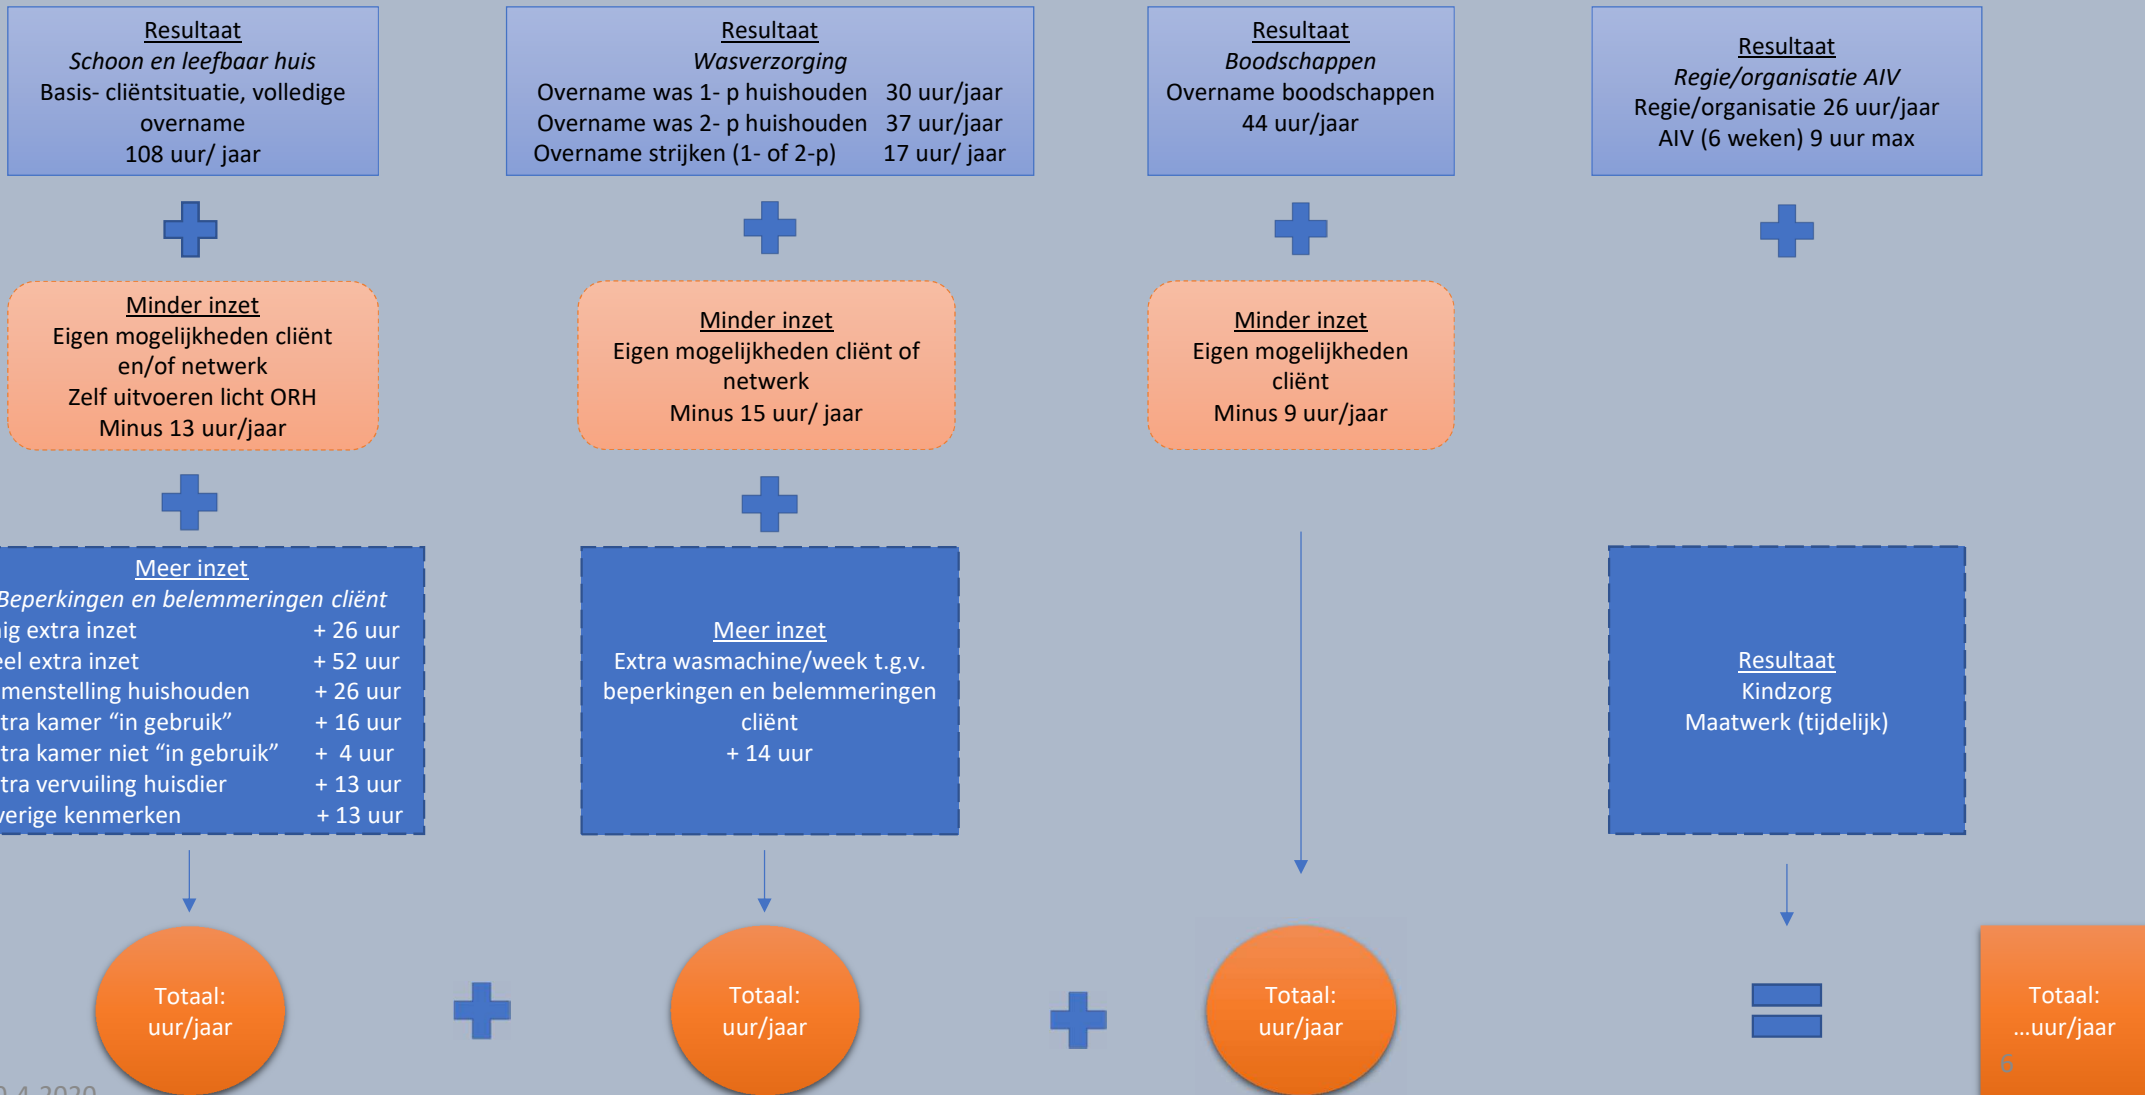 Resultaat
Schoon en leefbaar huis
Basis- cliëntsituatie, volledige
overname
108 uur/ jaar
Resultaat
Wasverzorging
Overname was 1- p huishouden 30 uur/jaar
Overname was 2- p huishouden 37 uur/jaar
Overname strijken (1- of 2-p) 17 uur/ jaar
Resultaat
Boodschappen
Overname boodschappen
44 uur/jaar
Resultaat
Regie/organisatie AIV
Regie/organisatie 26 uur/jaar
AIV (6 weken) 9 uur max
Minder inzet
Eigen mogelijkheden cliënt
en/of netwerk
Zelf uitvoeren licht ORH
Minus 13 uur/jaar
Minder inzet
Eigen mogelijkheden cliënt of
netwerk
Minus 15 uur/ jaar
Minder inzet
Eigen mogelijkheden
cliënt
Minus 9 uur/jaar
Meer inzet
Beperkingen en belemmeringen cliënt
extra inzet + 26 uur
extra inzet + 52 uur
huishouden + 26 uur
kamer “in gebruik” + 16 uur
kamer niet “in gebruik” + 4 uur
vervuiling huisdier + 13 uur
kenmerken + 13 uur
Meer inzet
Extra wasmachine/week t.g.v.
beperkingen en belemmeringen
cliënt
+ 14 uur
Resultaat
Kindzorg
Maatwerk (tijdelijk)
Totaal:
uur/jaar
Totaal:
uur/jaar
Totaal:
uur/jaar
Totaal:
...uur/jaar
6